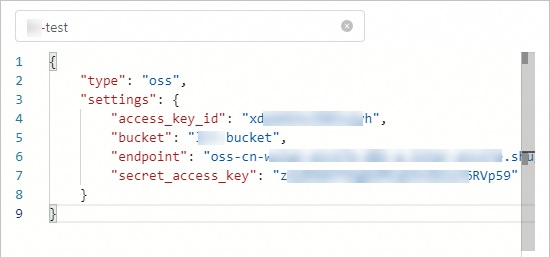 -test
1 {
2 "type": "oss",
3 "settings": {
4 "access_key_id": "xd h",
5 "bucket": " bucket",
6 "endpoint": "oss-cn- .shu
7 "secret_access_key": "z 6RVp59"
8 }
9 }